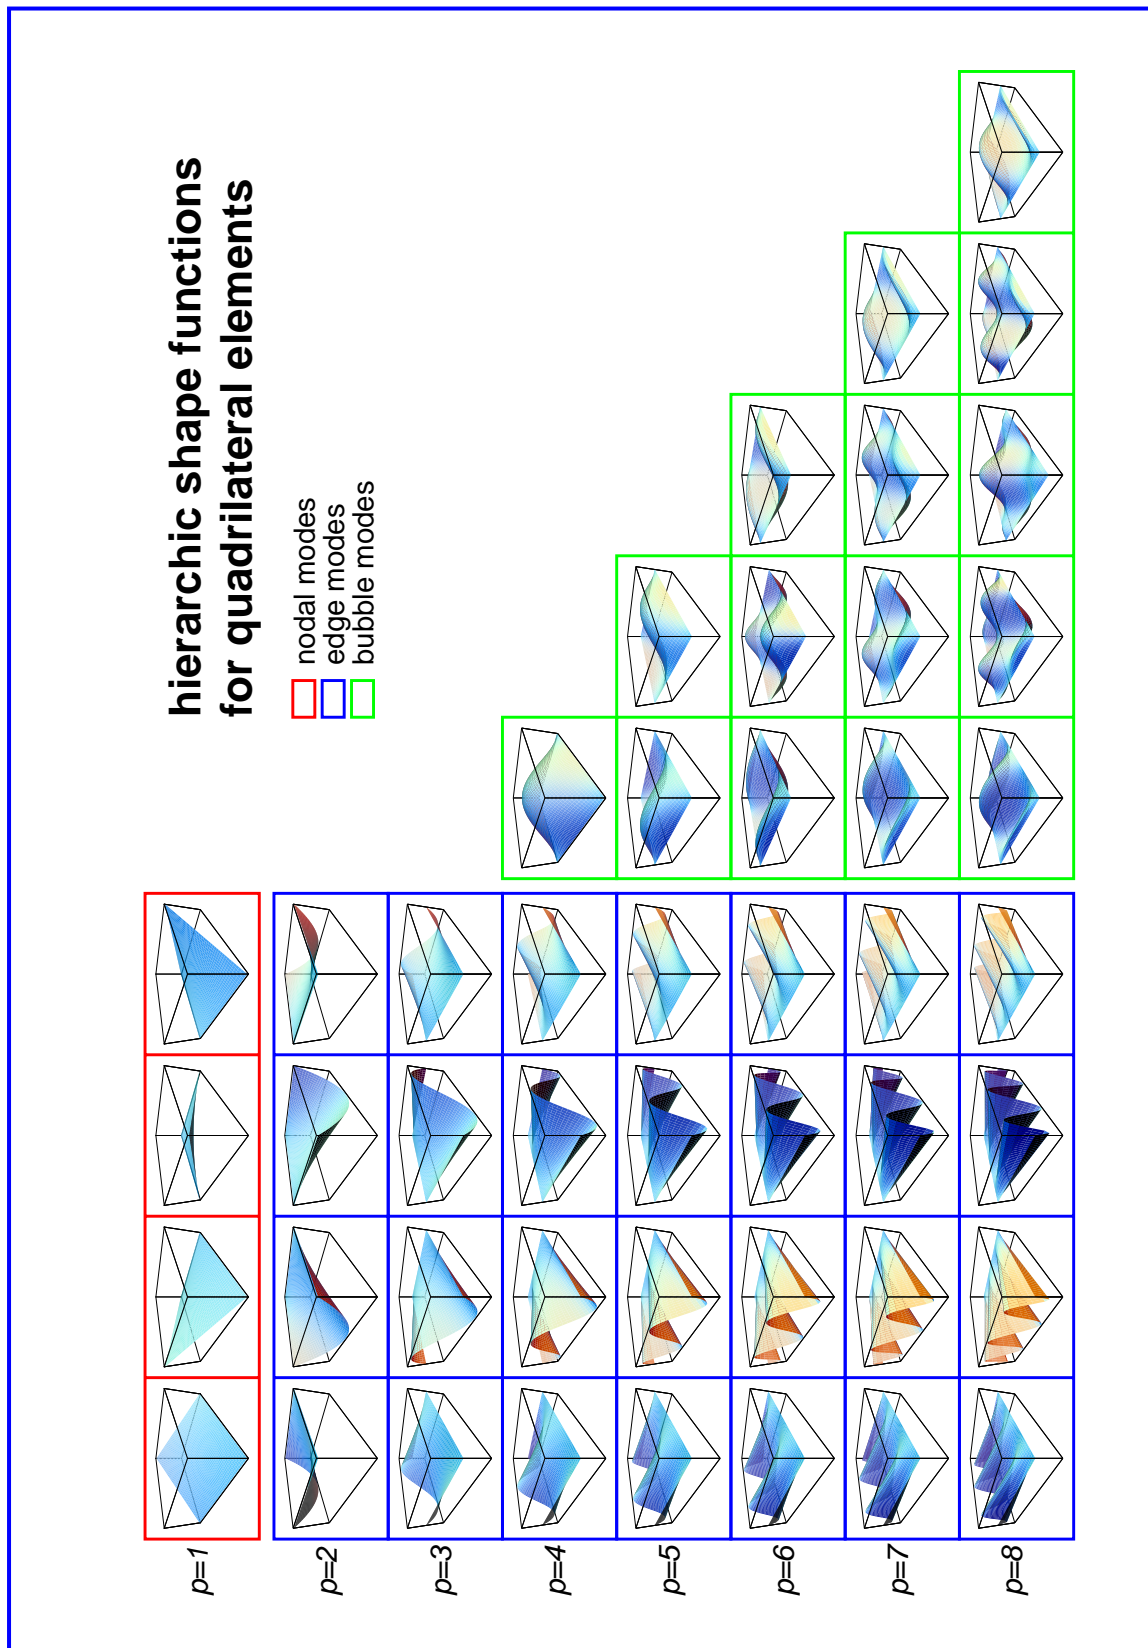 hierarchic shape functions
for quadrilateral elements
nodal modes
edge modes
bubble modes
p=1
p=2
p=3
p=4
p=5
p=6
p=7
p=8